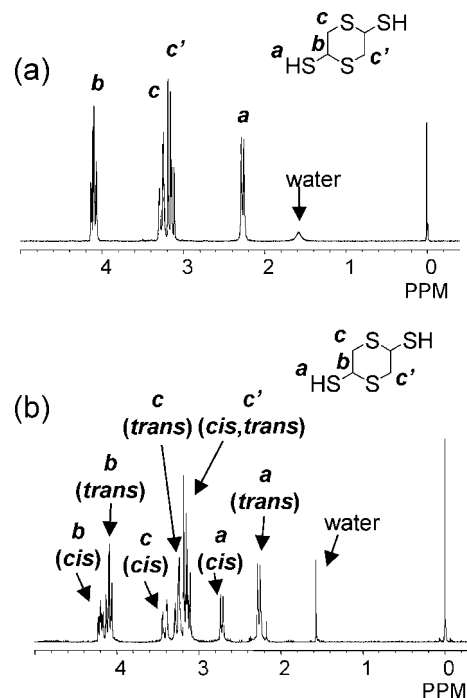 (a)
c S SH
a b
HS S c'
b c c' a
water
4 3 2 1 0
PPM
(b)
c S SH
a b
HS S c'
c c'
(trans) (cis,trans)
b a
(trans) (trans)
b c a water
(cis) (cis) (cis)
4 3 2 1 0
PPM